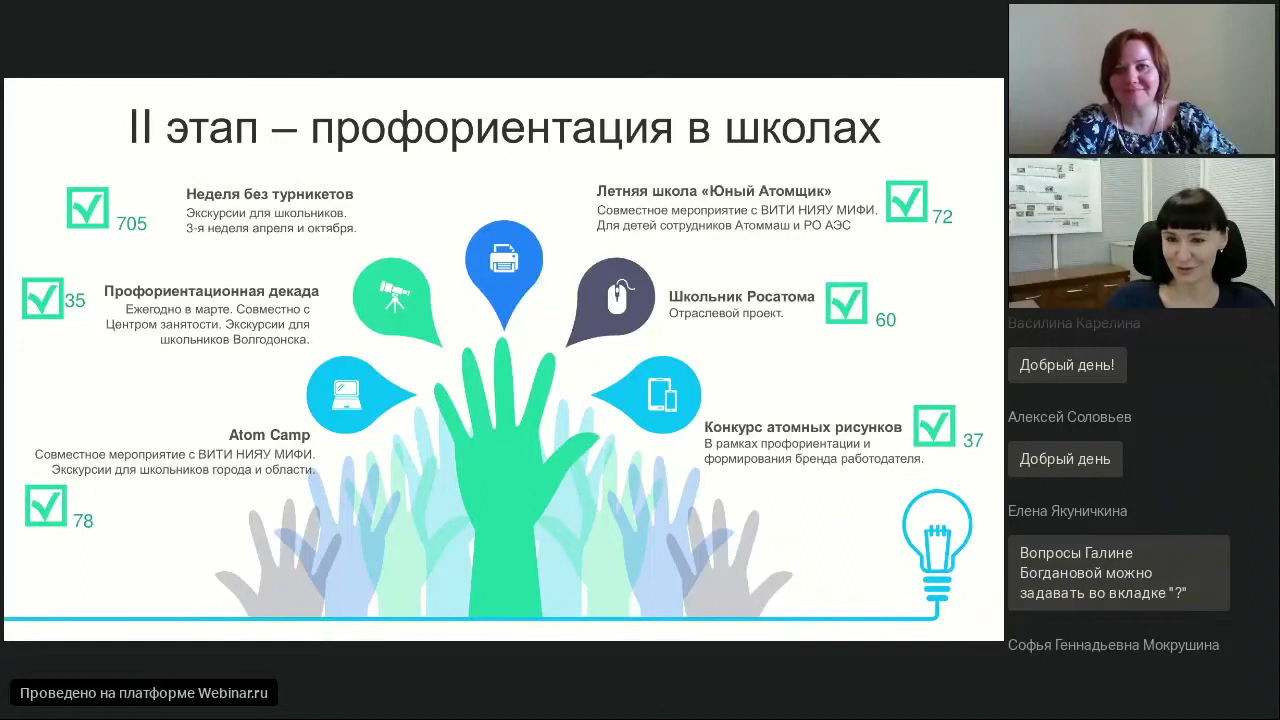 II этап – профориентация в школах
705
Неделя без турникетов
Экскурсии для школьников.
3-я неделя апреля и октября.
Летняя школа «Юный Атомщик»
Совместное мероприятие с ВИТИ НИЯУ МИФИ.
Для детей сотрудников Атоммаш и РО АЭС
72
35
Профориентационная декада
Ежегодно в марте. Совместно с
Центром занятости. Экскурсии для
школьников Волгодонска.
Школьник Росатома
Отраслевой проект.
60
Atom Camp
Совместное мероприятие с ВИТИ НИЯУ МИФИ.
Экскурсии для школьников города и области.
78
Конкурс атомных рисунков
В рамках профориентации и
формирования бренда работодателя.
37
Василина Карелина
Добрый день!
Алексей Соловьев
Добрый день
Елена Якуничкина
Вопросы Галине
Богдановой можно
задавать во вкладке "?"
Софья Геннадьевна Мокрушина
Проведено на платформе Webinar.ru